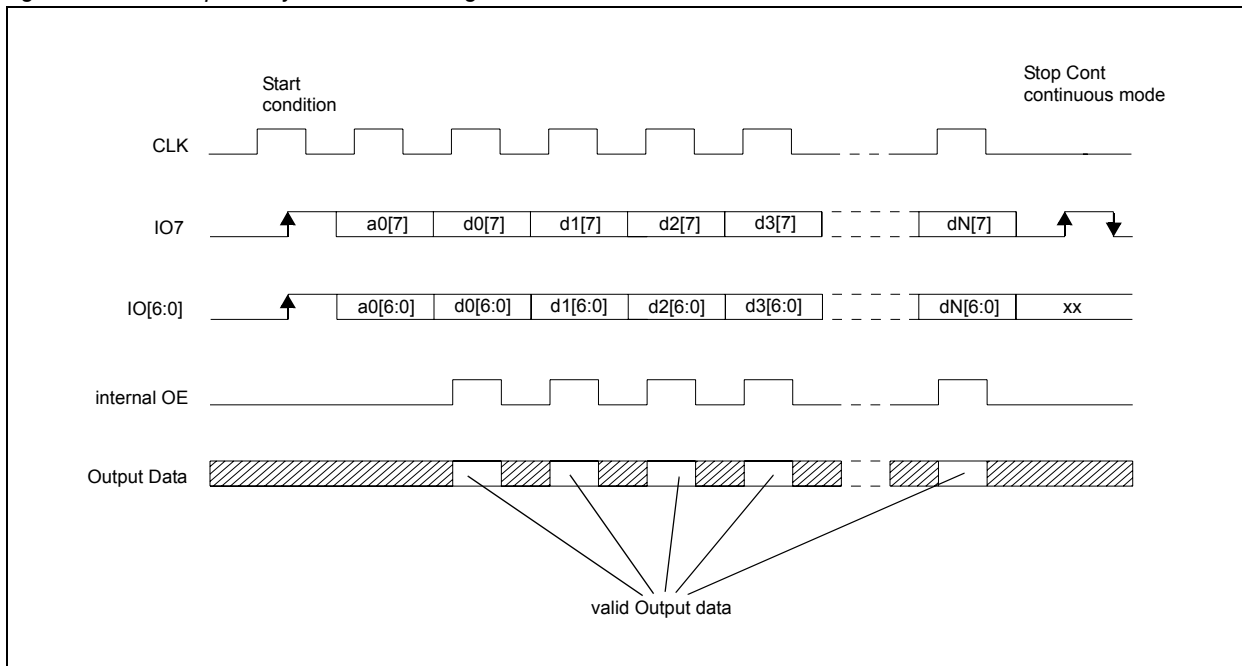 Start
condition
Stop Cont
continuous mode
CLK
IO7
a0[7]
d0[7]
d1[7]
d2[7]
d3[7]
dN[7]
IO[6:0]
a0[6:0]
d0[6:0]
d1[6:0]
d2[6:0]
d3[6:0]
dN[6:0]
xx
internal OE
Output Data
valid Output data